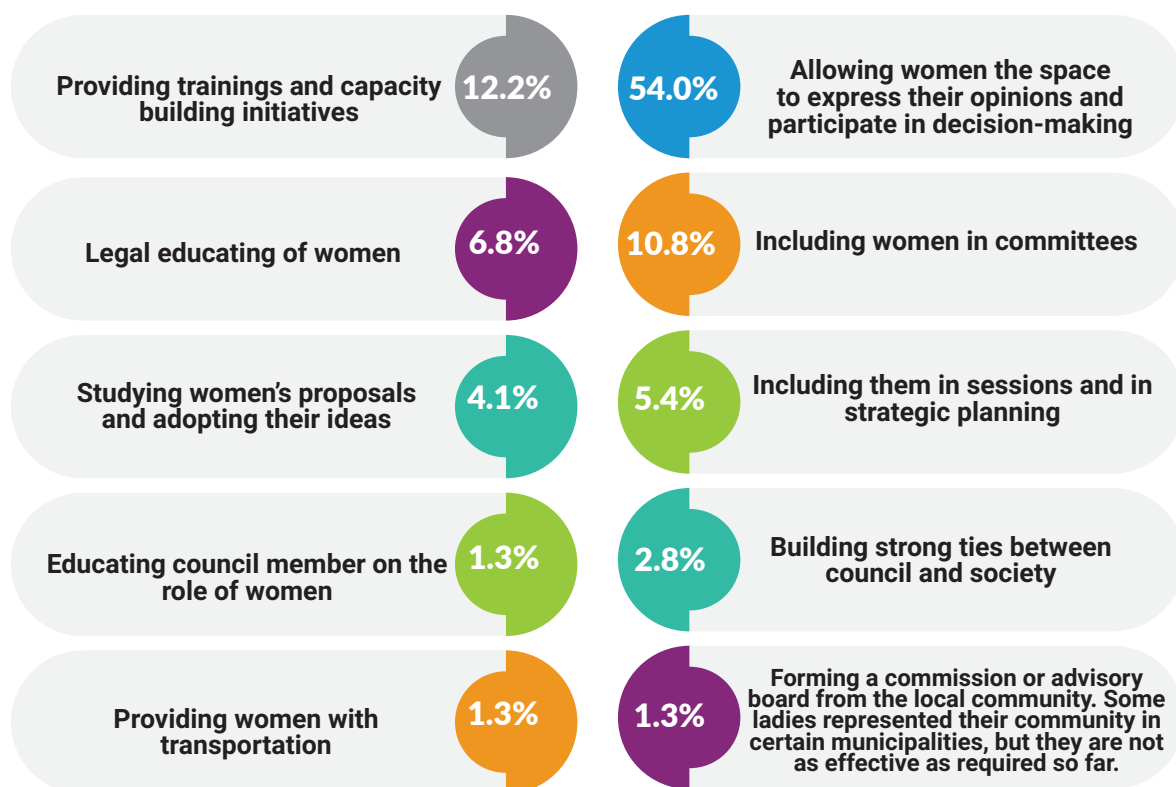 Providing trainings and capacity
building initiatives
12.2%
54.0%
Allowing women the space
to express their opinions and
participate in decision-making
Legal educating of women
6.8%
10.8%
Including women in committees
Studying women’s proposals
and adopting their ideas
4.1%
5.4%
Including them in sessions and in
strategic planning
Educating council member on the
role of women
1.3%
2.8%
Building strong ties between
council and society
Providing women with
transportation
1.3%
1.3%
Forming a commission or advisory
board from the local community. Some
ladies represented their community in
certain municipalities, but they are not
as effective as required so far.